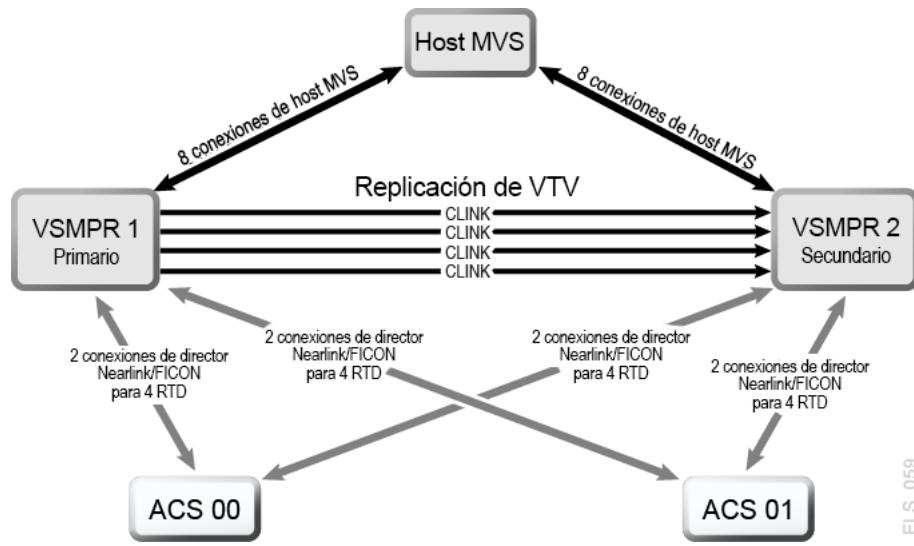 Host MVS
8 conexiones de host MVS
8 conexiones de host MVS
Replicación de VTV
VSMPR 1
Primario
CLINK
CLINK
CLINK
CLINK
VSMPR 2
Secundario
2 conexiones de director
Nearlink/FICON
para 4 RTD
2 conexiones de director
Nearlink/FICON
para 4 RTD
2 conexiones de director
Nearlink/FICON
para 4 RTD
2 conexiones de director
Nearlink/FICON
para 4 RTD
ACS 00
ACS 01
ELS_059